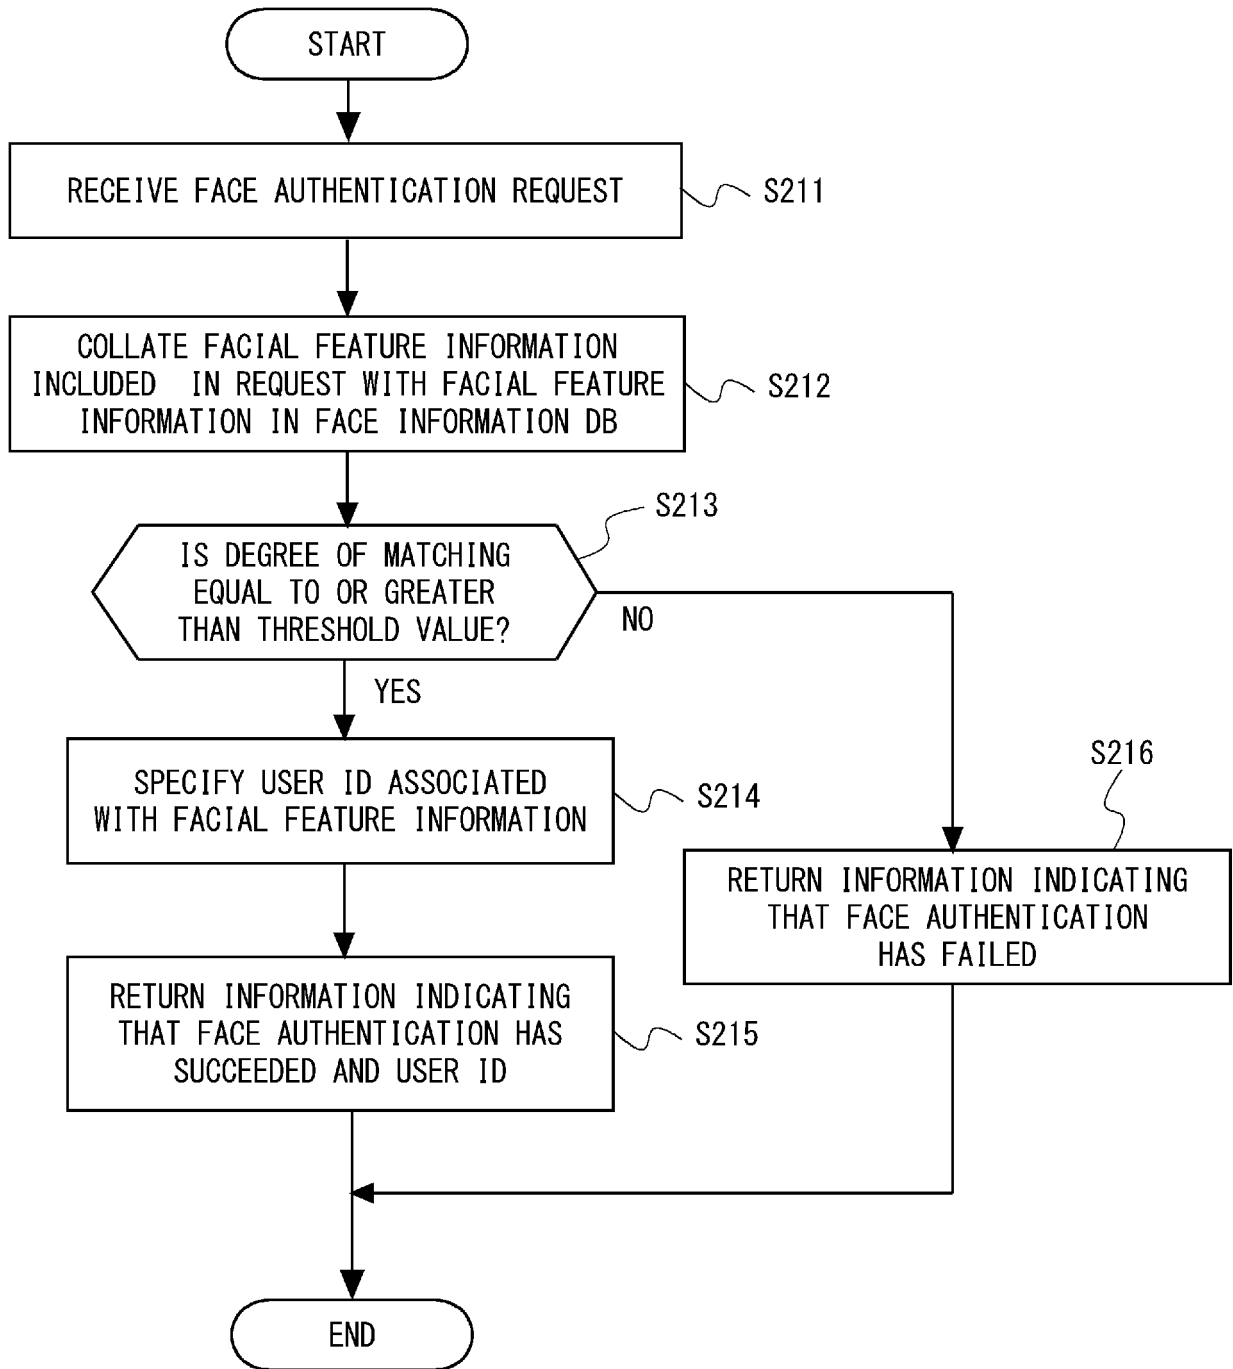 START
RECEIVE FACE AUTHENTICATION REQUEST
S211
COLLATE FACIAL FEATURE INFORMATION
INCLUDED IN REQUEST WITH FACIAL FEATURE
INFORMATION IN FACE INFORMATION DB
S212
S213
IS DEGREE OF MATCHING
EQUAL TO OR GREATER
THAN THRESHOLD VALUE?
NO
YES
SPECIFY USER ID ASSOCIATED
WITH FACIAL FEATURE INFORMATION
S214
S216
RETURN INFORMATION INDICATING
THAT FACE AUTHENTICATION
HAS FAILED
RETURN INFORMATION INDICATING
THAT FACE AUTHENTICATION HAS
SUCCEEDED AND USER ID
S215
END